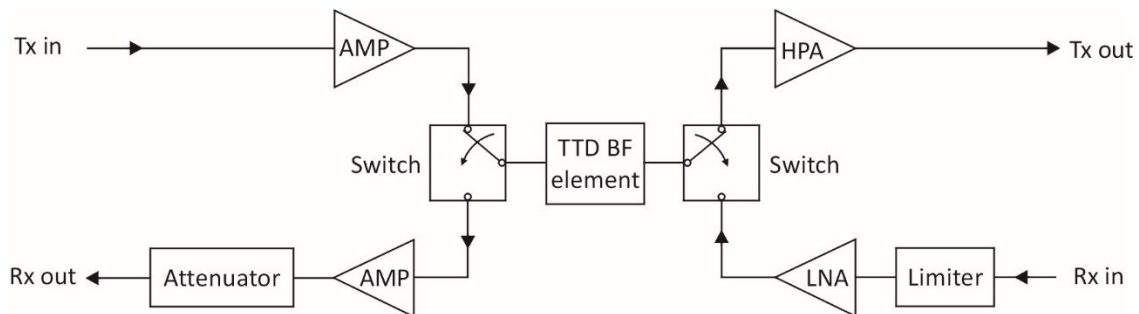 Tx in
AMP
HPA
Tx out
Switch
TTD BF
element
Switch
Rx out
Attenuator
AMP
LNA
Limiter
Rx in